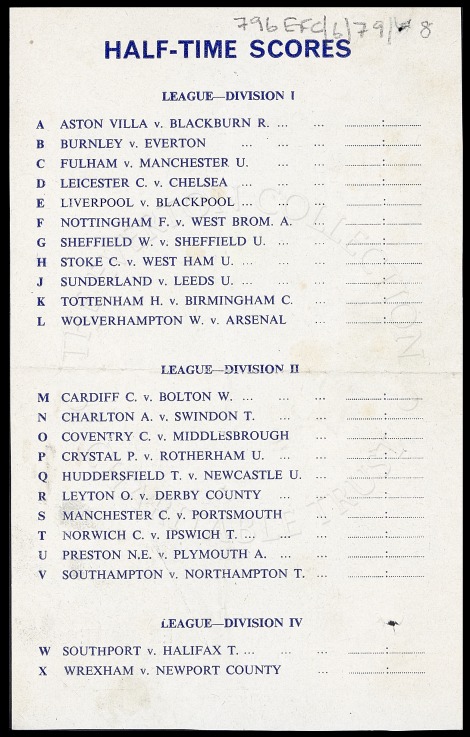 796 EFC/6/79/8
HALF-TIME SCORES
LEAGUE—DIVISION I
A ASTON VILLA v. BLACKBURN R. ... ... :
B BURNLEY v. EVERTON ... ... :
C FULHAM v. MANCHESTER U. ... ... :
D LEICESTER C. v. CHELSEA ... ... :
E LIVERPOOL v. BLACKPOOL ... ... ... :
F NOTTINGHAM F. v. WEST BROM. A. ... :
G SHEFFIELD W. v. SHEFFIELD U. ... ... :
H STOKE C. v. WEST HAM U. ... ... ... :
J SUNDERLAND v. LEEDS U. ... ... ... :
K TOTTENHAM H. v. BIRMINGHAM C. ... :
L WOLVERHAMPTON W. v. ARSENAL ... :
LEAGUE—DIVISION II
M CARDIFF C. v. BOLTON W. ... ... ... :
N CHARLTON A. v. SWINDON T. ... ... :
O COVENTRY C. v. MIDDLESBROUGH ... :
P CRYSTAL P. v. ROTHERHAM U. ... ... :
Q HUDDERSFIELD T. v. NEWCASTLE U. ... :
R LEYTON O. v. DERBY COUNTY ... ... :
S MANCHESTER C. v. PORTSMOUTH ... :
T NORWICH C. v. IPSWICH T. ... ... ... :
U PRESTON N.E. v. PLYMOUTH A. ... ... :
V SOUTHAMPTON v. NORTHAMPTON T. ... :
LEAGUE—DIVISION IV
W SOUTHPORT v. HALIFAX T. ... ... ... :
X WREXHAM v. NEWPORT COUNTY ... :